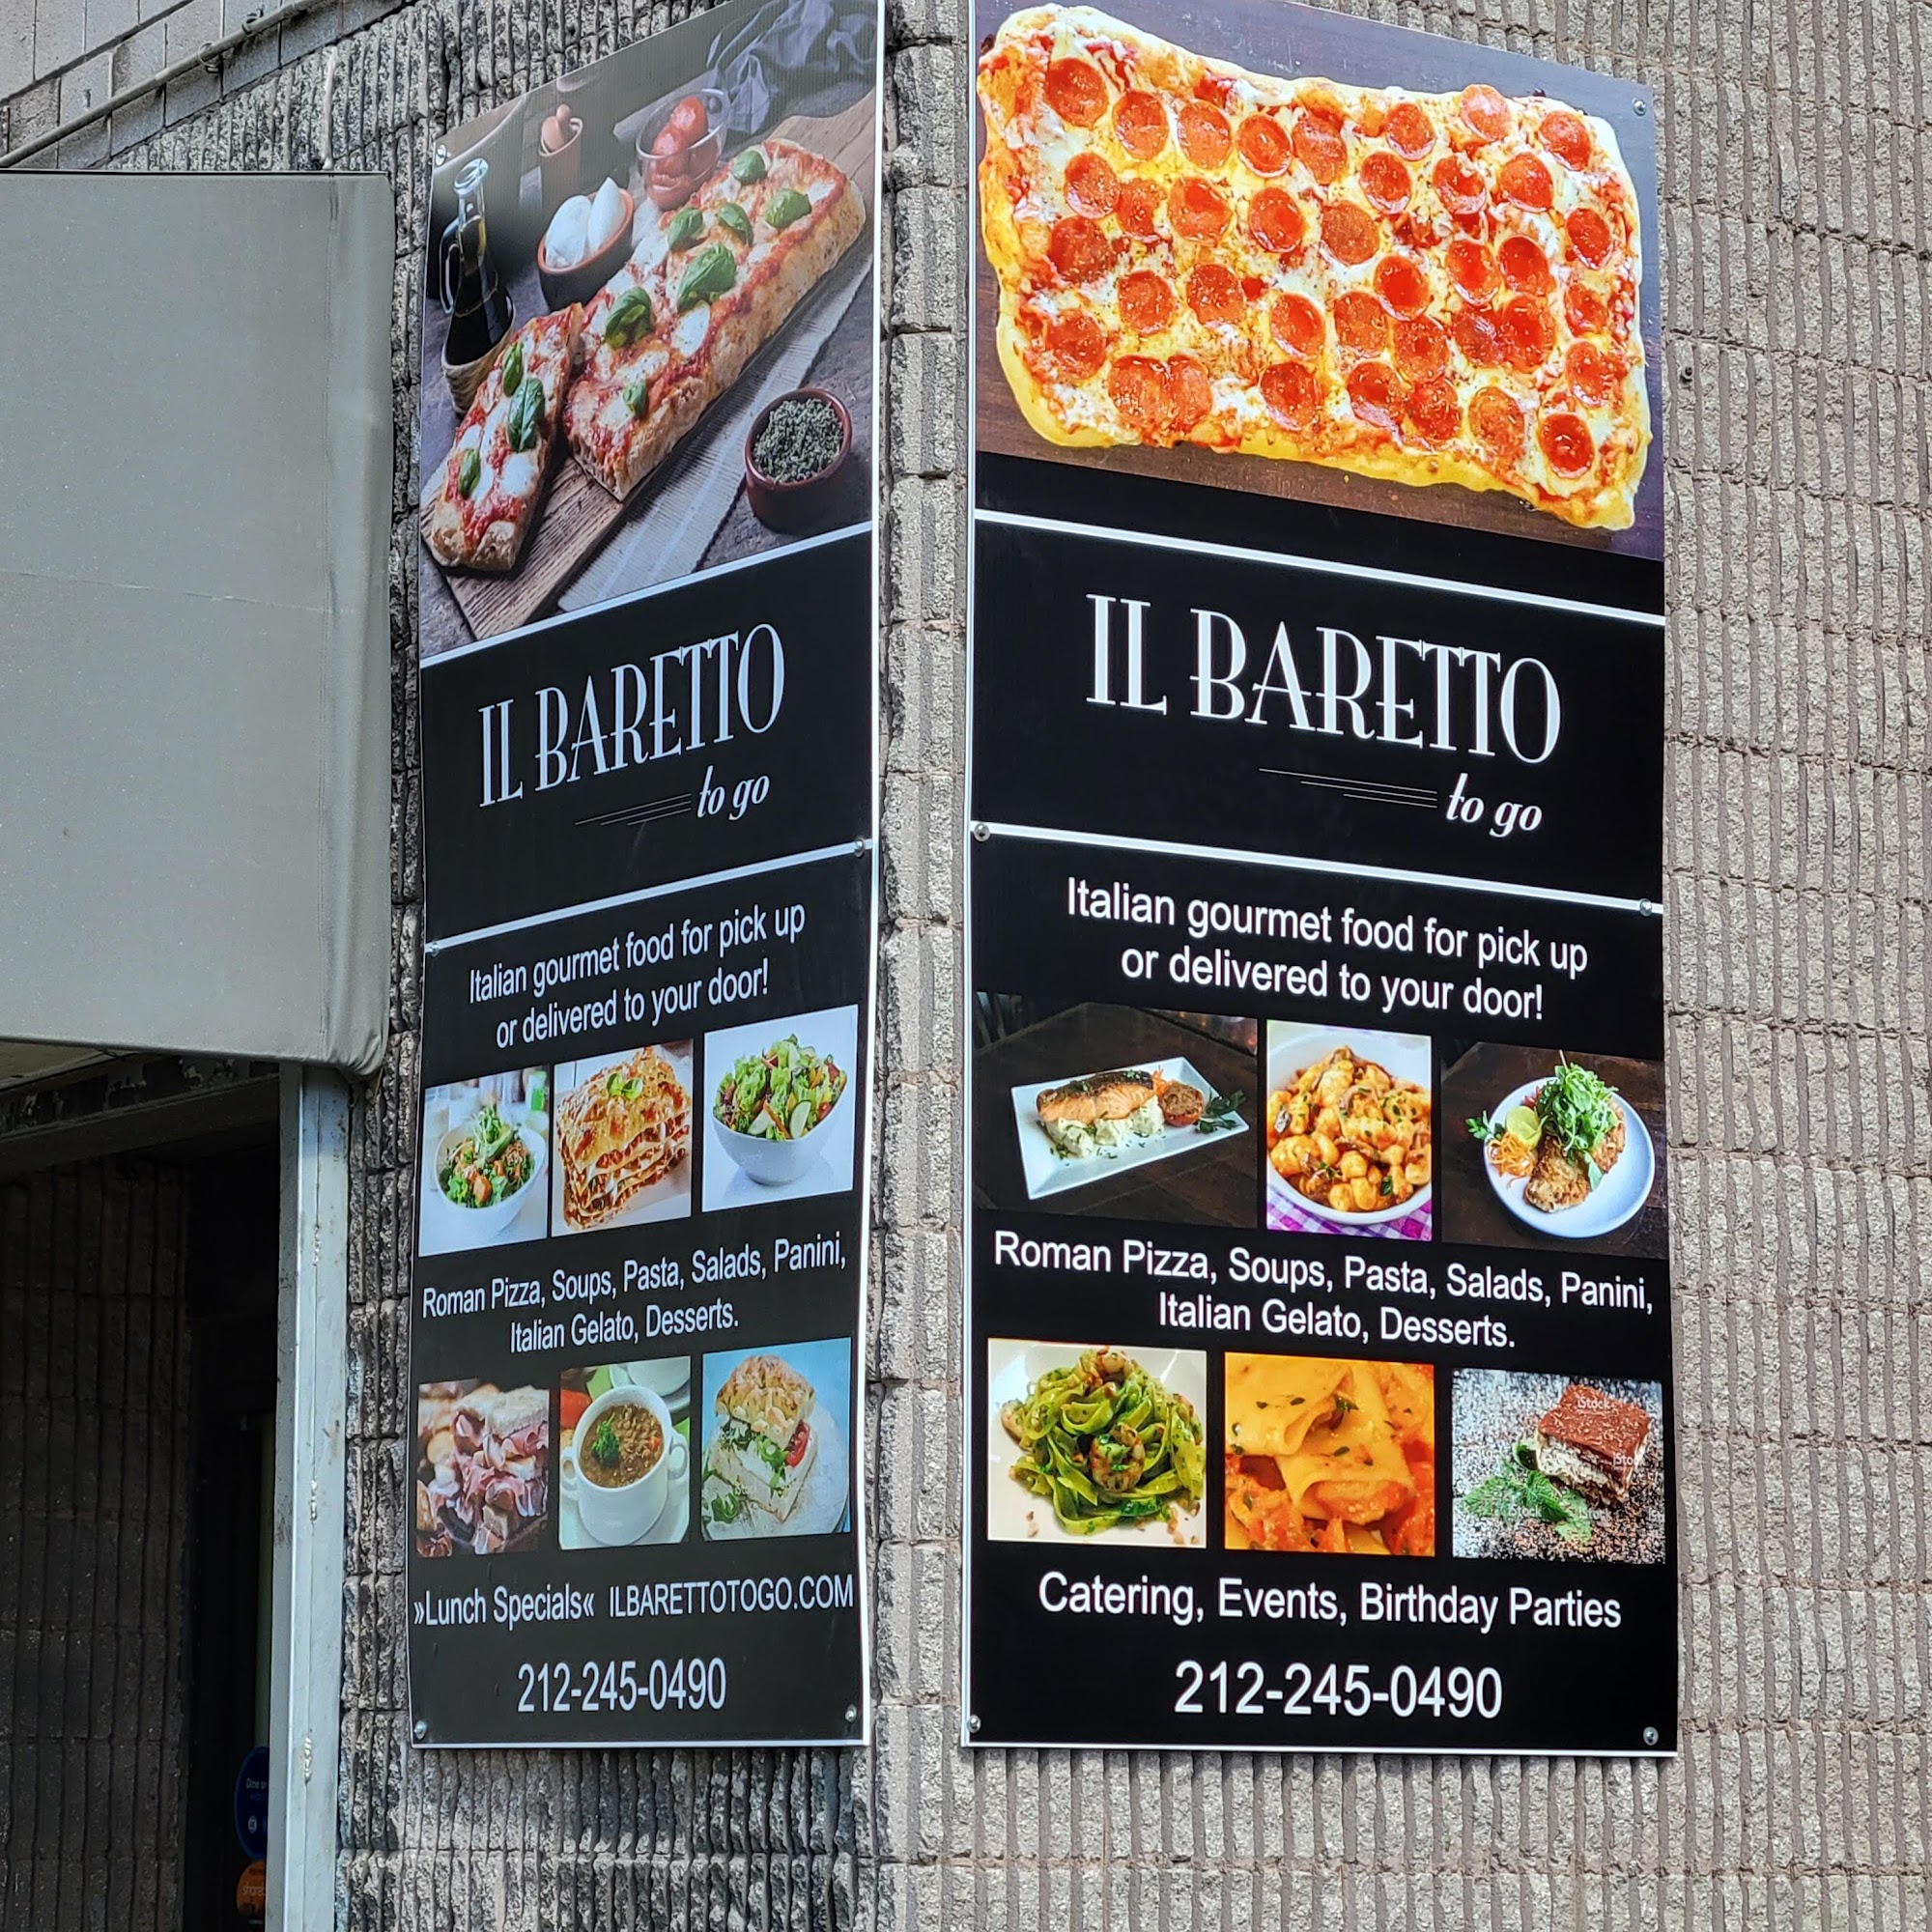 IL BARETTO
to go
Italian gourmet food for pick up
or delivered to your door!
Roman Pizza, Soups, Pasta, Salads, Panini,
Italian Gelato, Desserts.
»Lunch Specials« ILBARETTOTOGO.COM
212-245-0490
IL BARETTO
to go
Italian gourmet food for pick up
or delivered to your door!
Roman Pizza, Soups, Pasta, Salads, Panini,
Italian Gelato, Desserts.
iStock
iStock
iStock
Catering, Events, Birthday Parties
212-245-0490